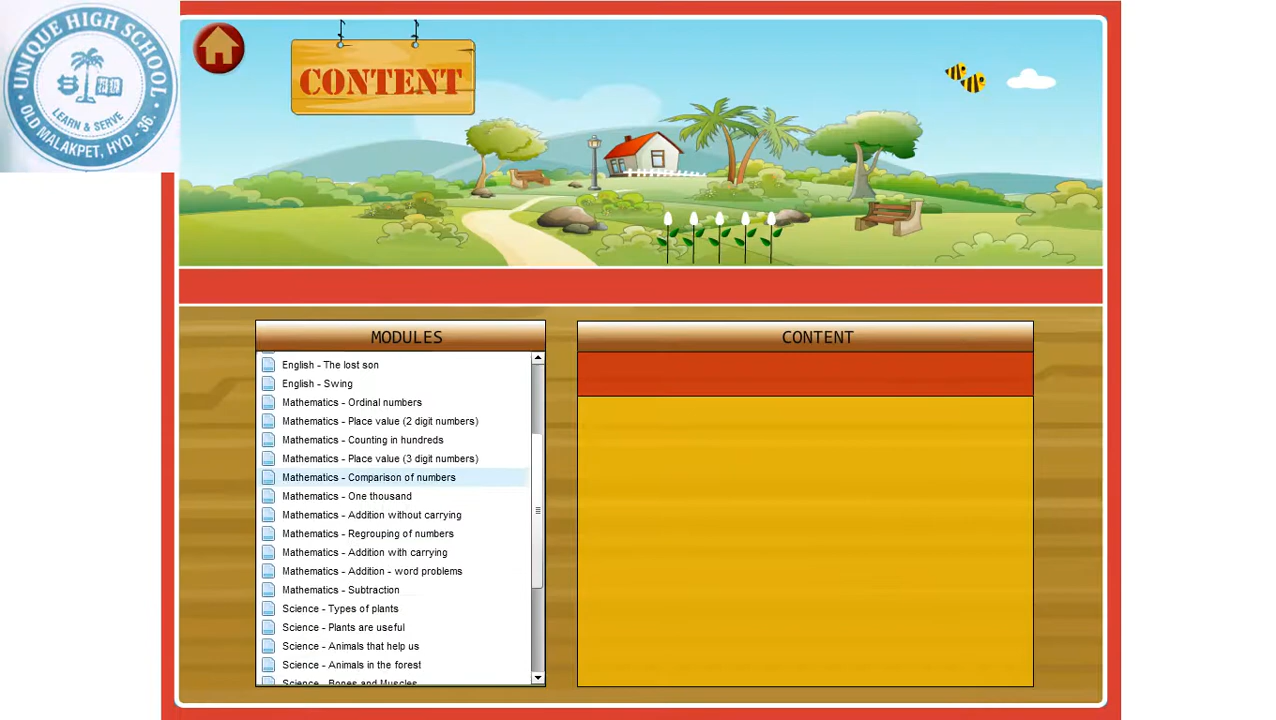 UNIQUE HIGH SCHOOL
LEARN & SERVE
OLD MALAKPET, HYD - 36.
CONTENT
MODULES
English - The lost son
English - Swing
Mathematics - Ordinal numbers
Mathematics - Place value (2 digit numbers)
Mathematics - Counting in hundreds
Mathematics - Place value (3 digit numbers)
Mathematics - Comparison of numbers
Mathematics - One thousand
Mathematics - Addition without carrying
Mathematics - Regrouping of numbers
Mathematics - Addition with carrying
Mathematics - Addition - word problems
Mathematics - Subtraction
Science - Types of plants
Science - Plants are useful
Science - Animals that help us
Science - Animals in the forest
Science - Bones and Muscles
CONTENT